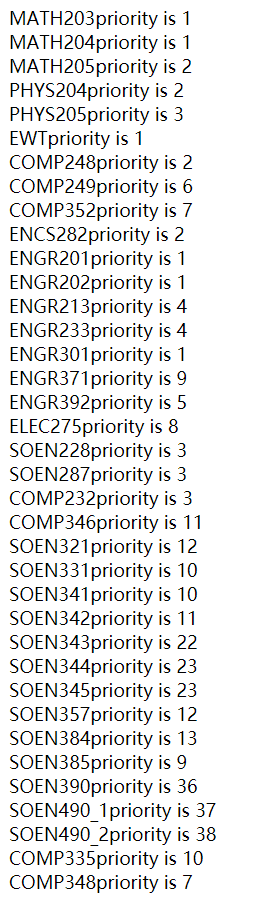 MATH203priority is 1
MATH204priority is 1
MATH205priority is 2
PHYS204priority is 2
PHYS205priority is 3
EWTpriority is 1
COMP248priority is 2
COMP249priority is 6
COMP352priority is 7
ENCS282priority is 2
ENGR201priority is 1
ENGR202priority is 1
ENGR213priority is 4
ENGR233priority is 4
ENGR301priority is 1
ENGR371priority is 9
ENGR392priority is 5
ELEC275priority is 8
SOEN228priority is 3
SOEN287priority is 3
COMP232priority is 3
COMP346priority is 11
SOEN321priority is 12
SOEN331priority is 10
SOEN341priority is 10
SOEN342priority is 11
SOEN343priority is 22
SOEN344priority is 23
SOEN345priority is 23
SOEN357priority is 12
SOEN384priority is 13
SOEN385priority is 9
SOEN390priority is 36
SOEN490_1priority is 37
SOEN490_2priority is 38
COMP335priority is 10
COMP348priority is 7